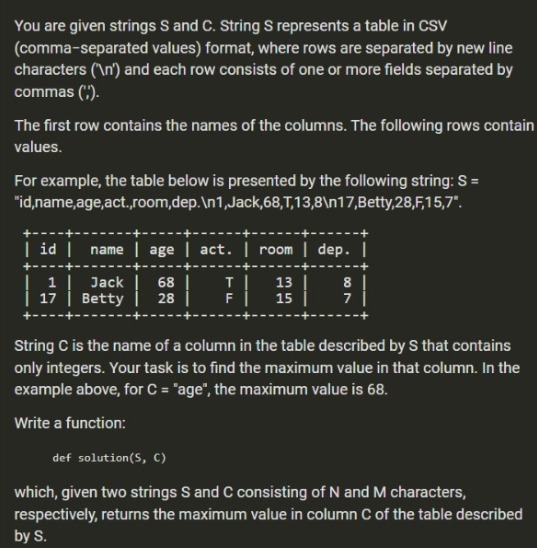 You are given strings S and C. String S represents a table in CSV
(comma-separated values) format, where rows are separated by new line
characters ('\n') and each row consists of one or more fields separated by
commas (',').
The first row contains the names of the columns. The following rows contain
values.
For example, the table below is presented by the following string: S =
"id,name,age,act.,room,dep.\n1,Jack,68,T,13,8\n17,Betty,28,F,15,7".
+----+-------+-----+------+------+------+
| id |  name | age | act. | room | dep. |
+----+-------+-----+------+------+------+
|  1 |  Jack |  68 |    T |   13 |    8 |
| 17 | Betty |  28 |    F |   15 |    7 |
+----+-------+-----+------+------+------+
String C is the name of a column in the table described by S that contains
only integers. Your task is to find the maximum value in that column. In the
example above, for C = "age", the maximum value is 68.
Write a function:
def solution(S, C)
which, given two strings S and C consisting of N and M characters,
respectively, returns the maximum value in column C of the table described
by S.